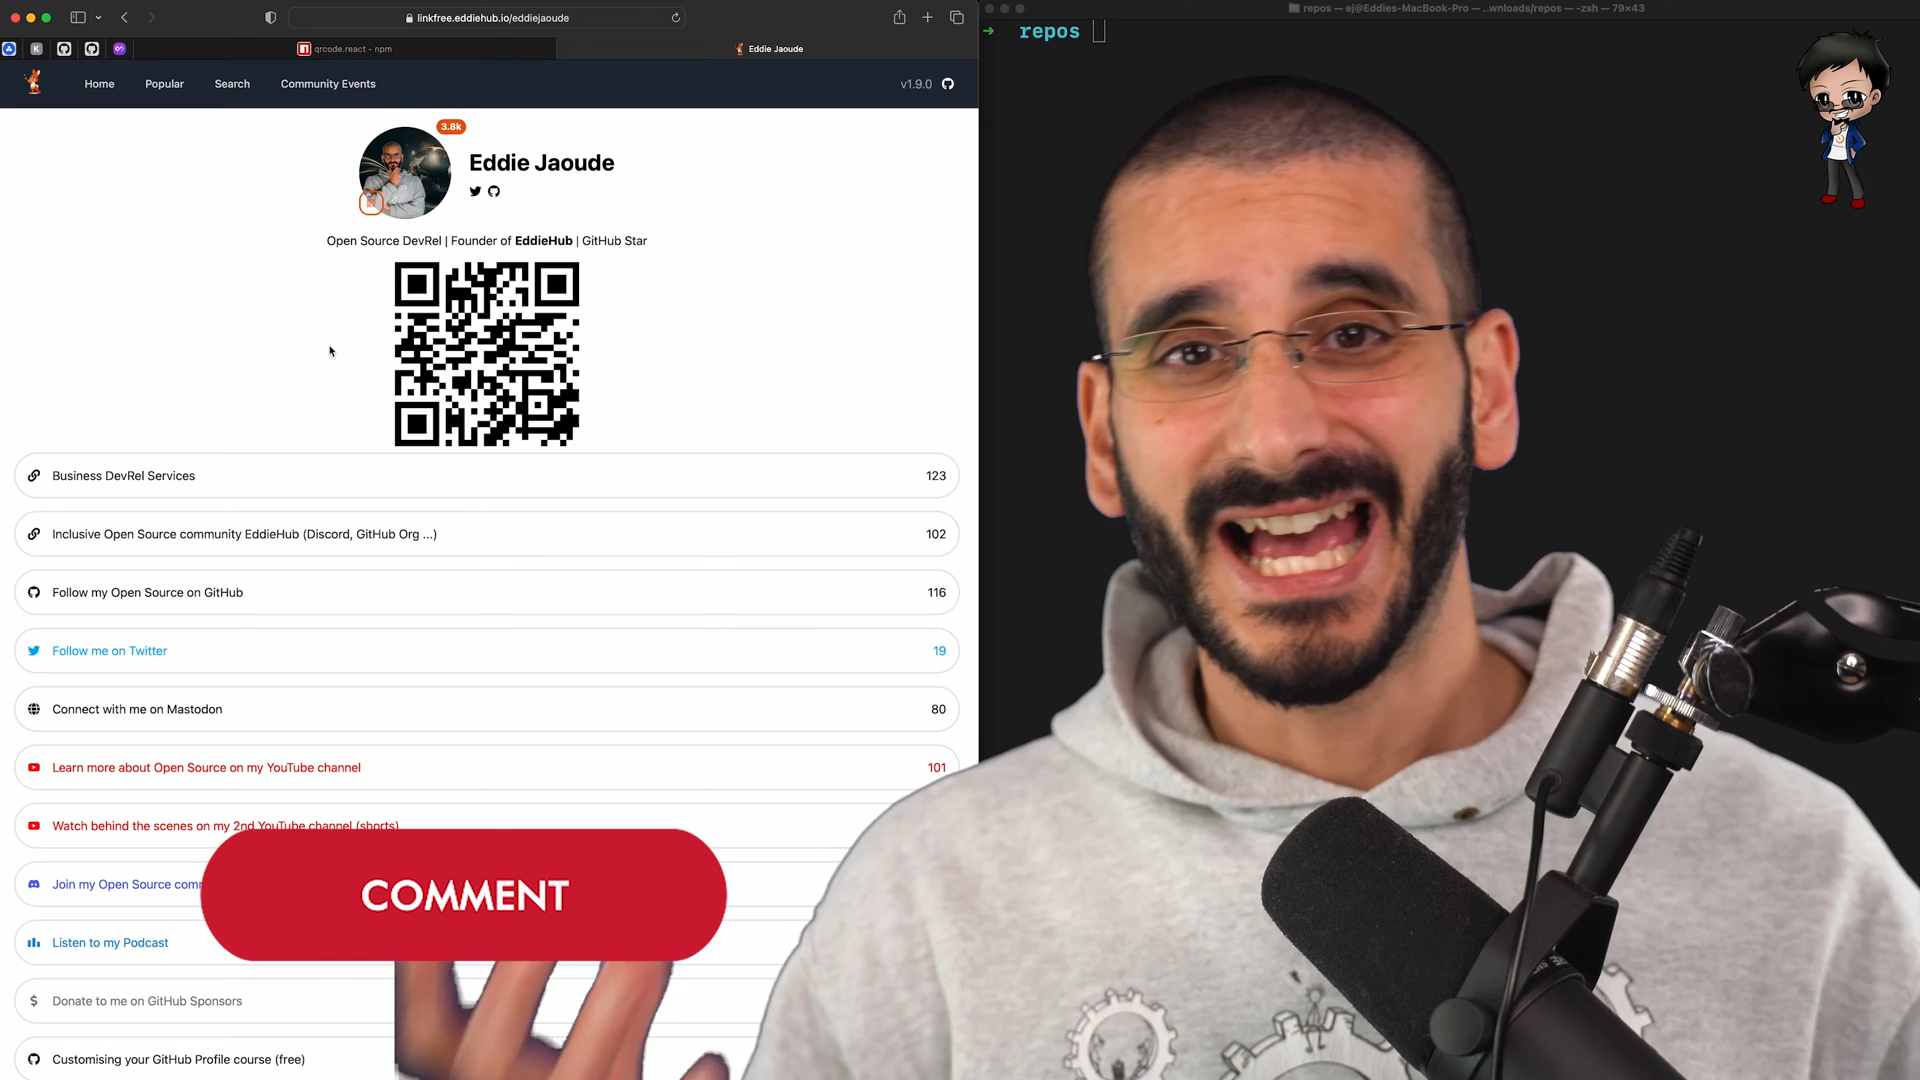 linkfree.eddiehub.io/eddiejaoude
repos — ej@Eddies-MacBook-Pro — ..wnloads/repos — -zsh — 79×43
→ repos
K
qrcode.react - npm
Eddie Jaoude
Home
Popular
Search
Community Events
v1.9.0
3.8k
Eddie Jaoude
Open Source DevRel | Founder of EddieHub | GitHub Star
Business DevRel Services 123
Inclusive Open Source community EddieHub (Discord, GitHub Org ...) 102
Follow my Open Source on GitHub 116
Follow me on Twitter 19
Connect with me on Mastodon 80
Learn more about Open Source on my YouTube channel 101
Watch behind the scenes on my 2nd YouTube channel (shorts)
Join my Open Source com
COMMENT
Listen to my Podcast
Donate to me on GitHub Sponsors
Customising your GitHub Profile course (free)